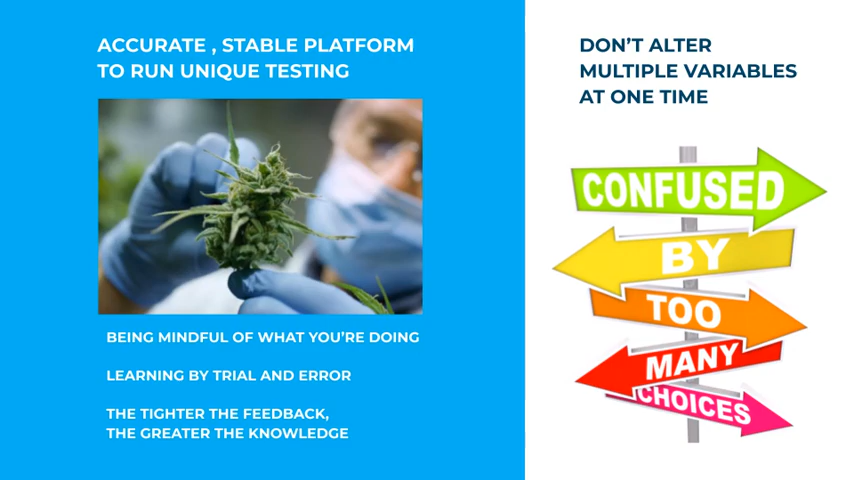 ACCURATE , STABLE PLATFORM
TO RUN UNIQUE TESTING
BEING MINDFUL OF WHAT YOU’RE DOING
LEARNING BY TRIAL AND ERROR
THE TIGHTER THE FEEDBACK,
THE GREATER THE KNOWLEDGE
DON’T ALTER
MULTIPLE VARIABLES
AT ONE TIME
CONFUSED
BY
TOO
MANY
CHOICES